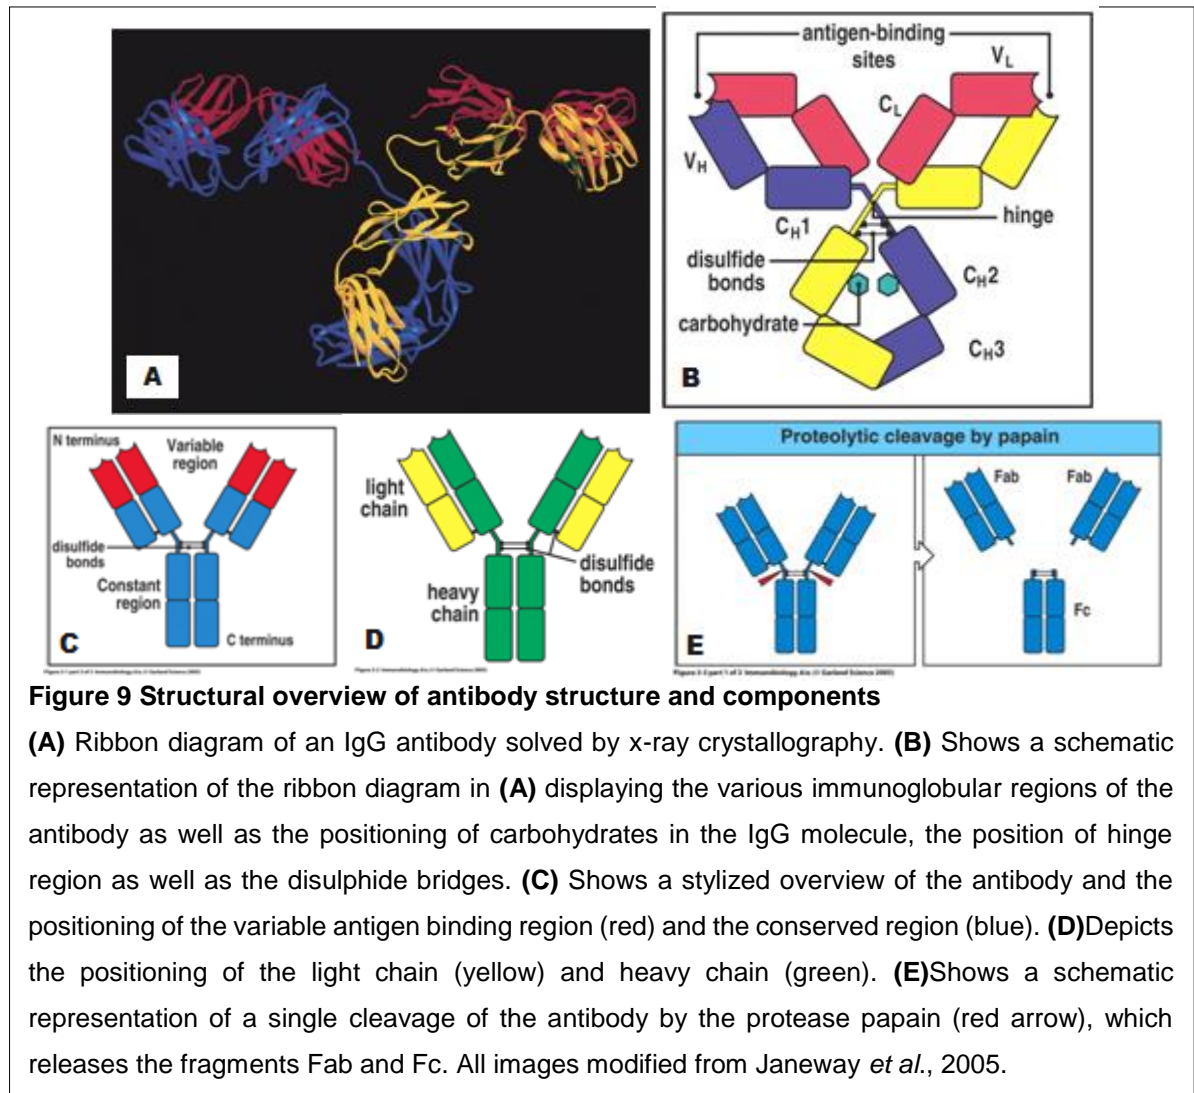 antigen-binding
sites
VL
CL
VH
CH1
hinge
disulfide
bonds
CH2
carbohydrate
CH3
A
B
N terminus
Variable
region
disulfide
bonds
Constant
region
C terminus
C
light
chain
disulfide
bonds
heavy
chain
D
Proteolytic cleavage by papain
Fab
Fab
Fc
E
Figure 9 Structural overview of antibody structure and components
(A) Ribbon diagram of an IgG antibody solved by x-ray crystallography. (B) Shows a schematic
representation of the ribbon diagram in (A) displaying the various immunoglobular regions of the
antibody as well as the positioning of carbohydrates in the IgG molecule, the position of hinge
region as well as the disulphide bridges. (C) Shows a stylized overview of the antibody and the
positioning of the variable antigen binding region (red) and the conserved region (blue). (D)Depicts
the positioning of the light chain (yellow) and heavy chain (green). (E)Shows a schematic
representation of a single cleavage of the antibody by the protease papain (red arrow), which
releases the fragments Fab and Fc. All images modified from Janeway et al., 2005.